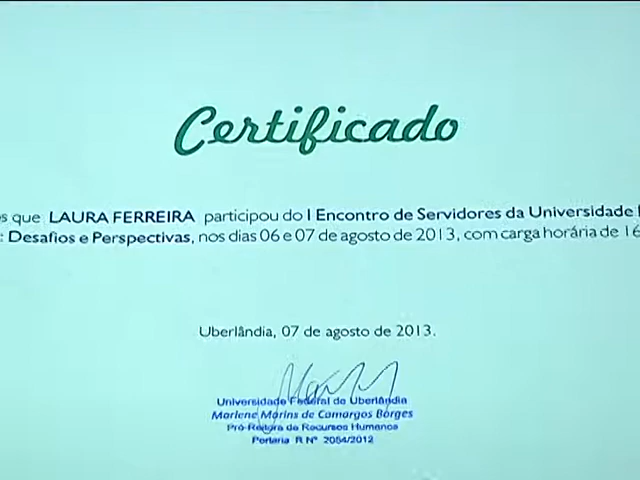 Certificado
s que LAURA FERREIRA participou do I Encontro de Servidores da Universidade
: Desafios e Perspectivas, nos dias 06 e 07 de agosto de 2013, com carga horária de 16
Uberlândia, 07 de agosto de 2013.
Universidade Federal de Uberlândia
Marlene Marins de Camargos Borges
Pró-Reitora de Recursos Humanos
Portaria R Nº 2054/2012